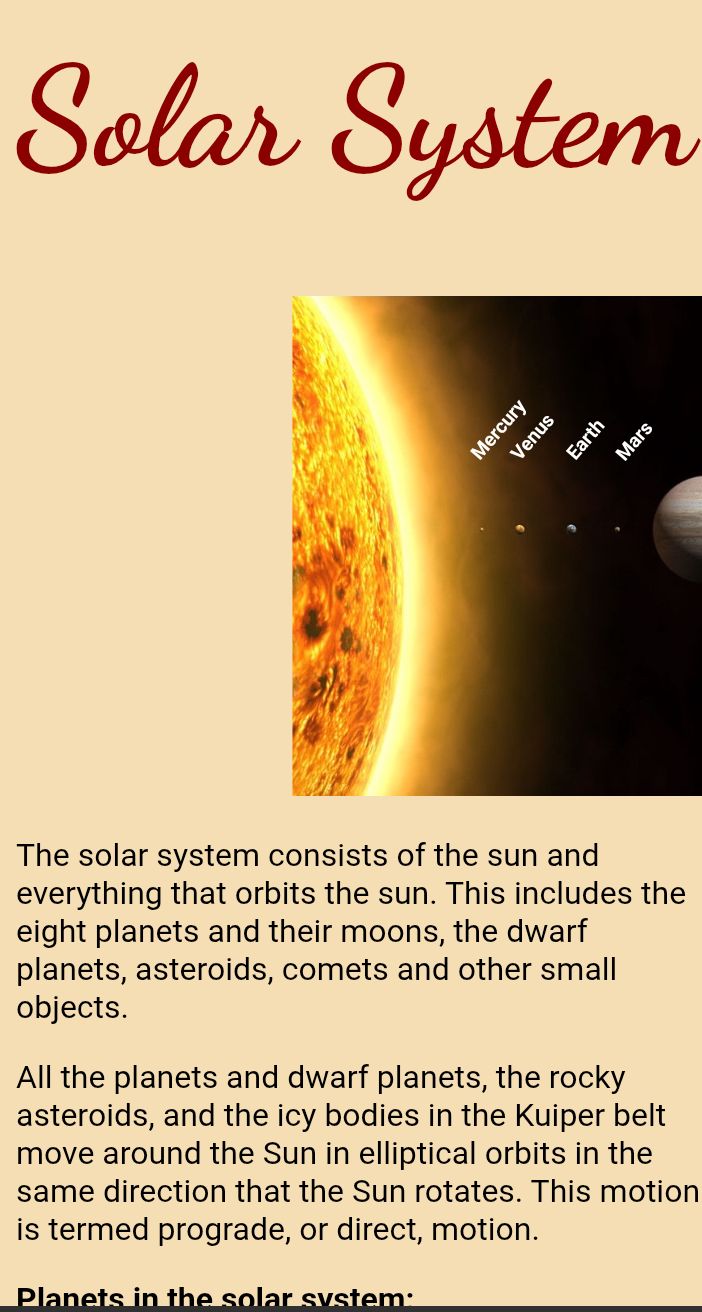 Solar System
Mercury
Venus
Earth
Mars
The solar system consists of the sun and
everything that orbits the sun. This includes the
eight planets and their moons, the dwarf
planets, asteroids, comets and other small
objects.
All the planets and dwarf planets, the rocky
asteroids, and the icy bodies in the Kuiper belt
move around the Sun in elliptical orbits in the
same direction that the Sun rotates. This motion
is termed prograde, or direct, motion.
Planets in the solar system: